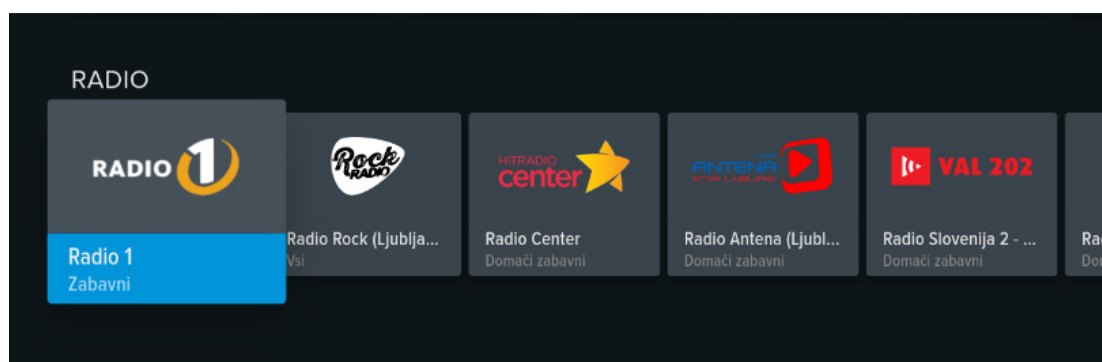 RADIO
RADIO 1
Rock
RADIO
HITRADIO
center
ANTENA
VAL 202
Radio 1
Zabavni
Radio Rock (Ljublja...
Vsi
Radio Center
Domači zabavni
Radio Antena (Ljubl...
Domači zabavni
Radio Slovenija 2 - ...
Domači zabavni